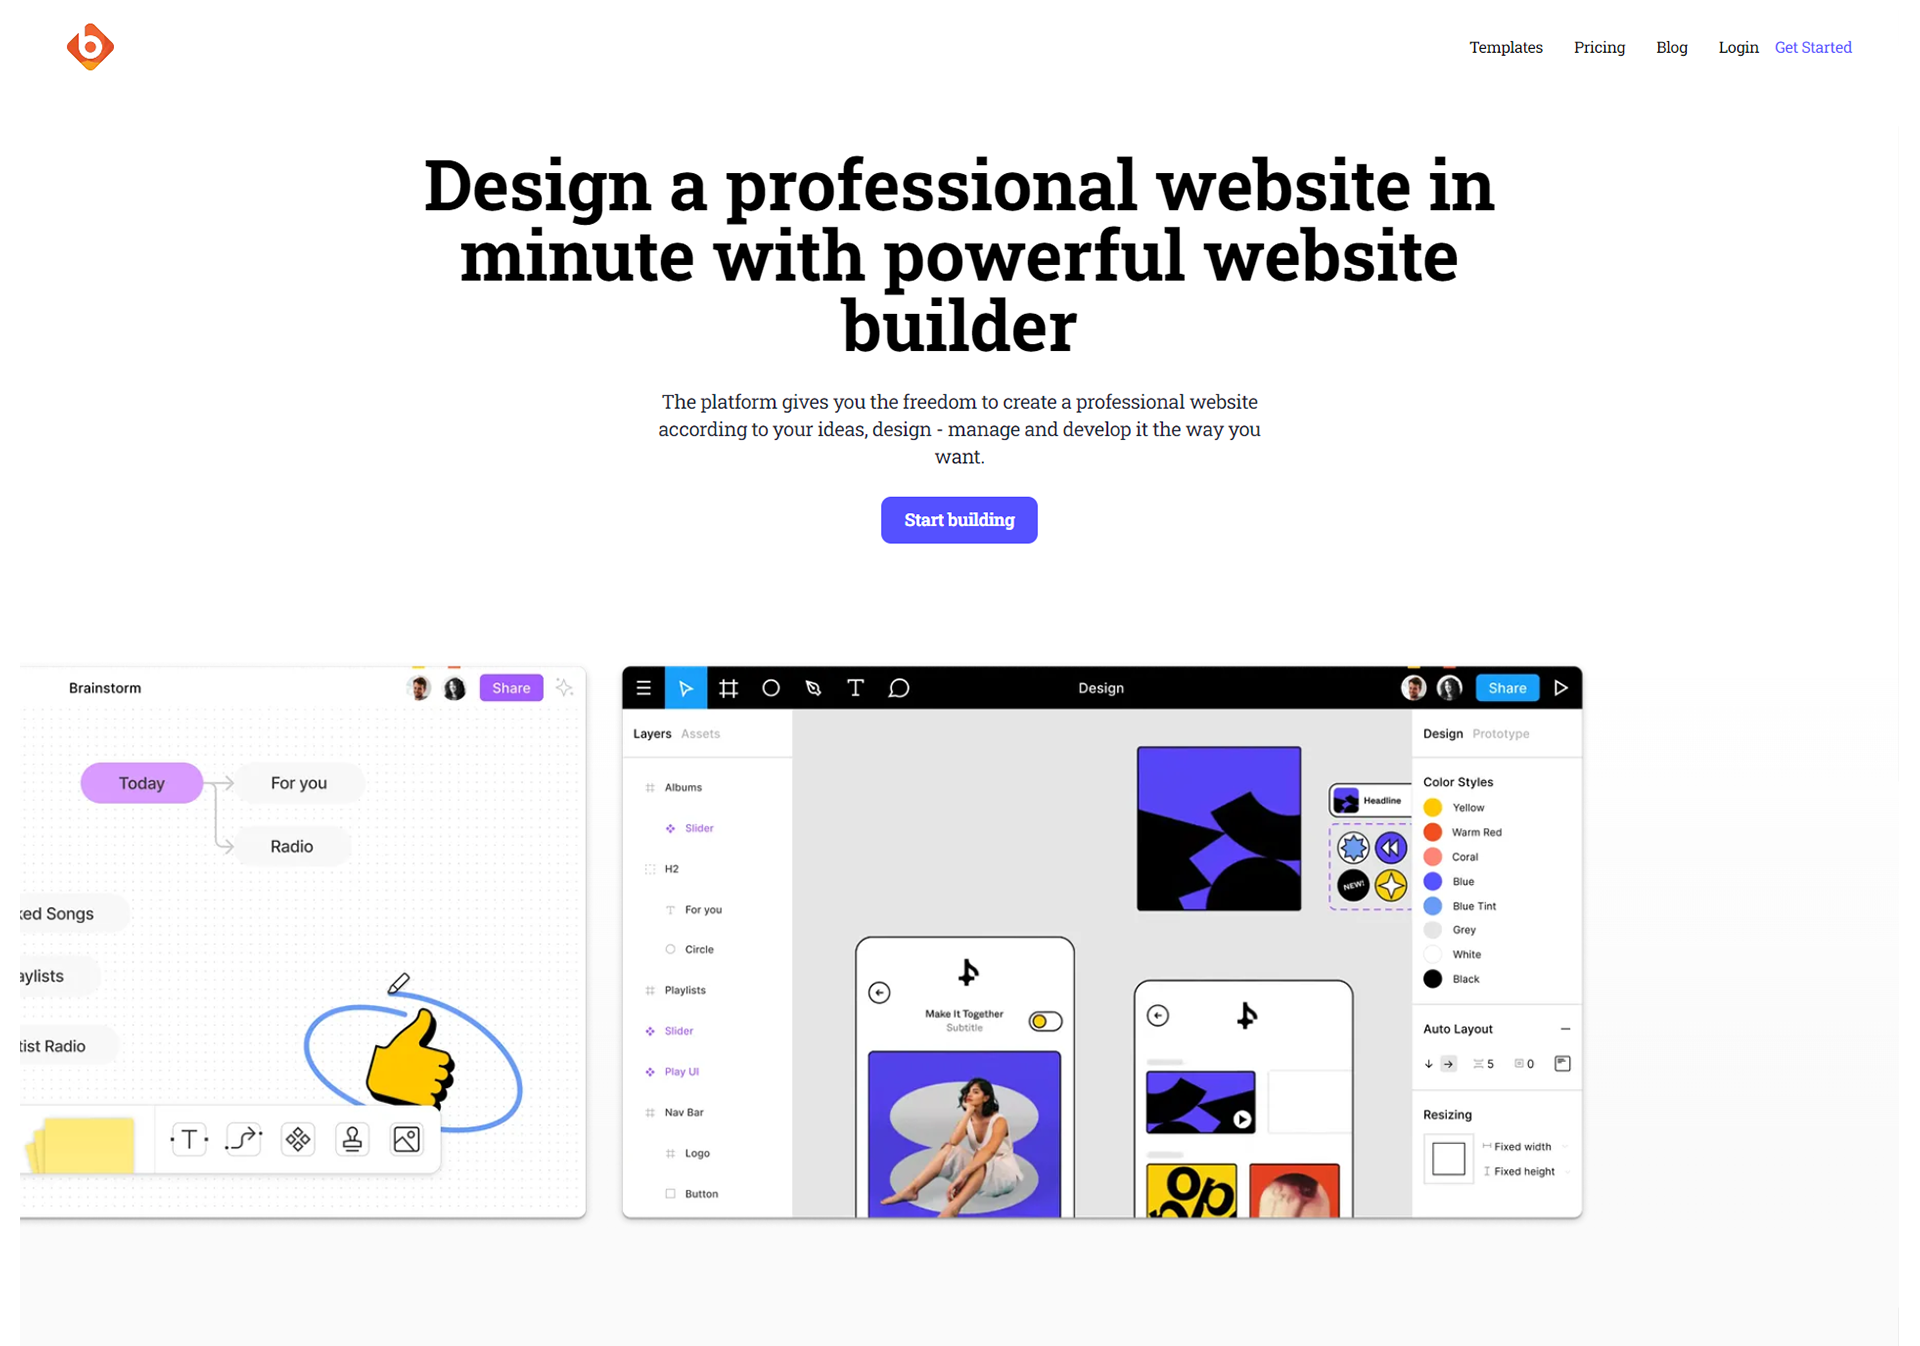 b
Templates Pricing Blog Login Get Started
Design a professional website in
minute with powerful website
builder
The platform gives you the freedom to create a professional website
according to your ideas, design - manage and develop it the way you
want.
Start building
Brainstorm
Share
Today
For you
Radio
ked Songs
aylists
tist Radio
T
T
Design
Share
Layers Assets
Albums
Slider
H2
T For you
Circle
Playlists
Slider
Play UI
Nav Bar
Logo
Button
Headline
NEW!
Make It Together
Subtitle
Design Prototype
Color Styles
Yellow
Warm Red
Coral
Blue
Blue Tint
Grey
White
Black
Auto Layout
5 0
Resizing
Fixed width
Fixed height